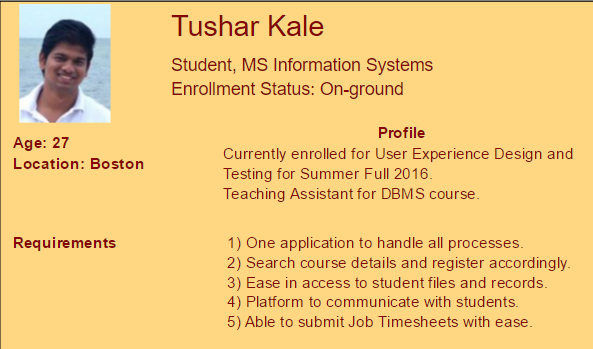 Tushar Kale
Student, MS Information Systems
Enrollment Status: On-ground
Age: 27
Location: Boston
Profile
Currently enrolled for User Experience Design and
Testing for Summer Full 2016.
Teaching Assistant for DBMS course.
Requirements
1) One application to handle all processes.
2) Search course details and register accordingly.
3) Ease in access to student files and records.
4) Platform to communicate with students.
5) Able to submit Job Timesheets with ease.